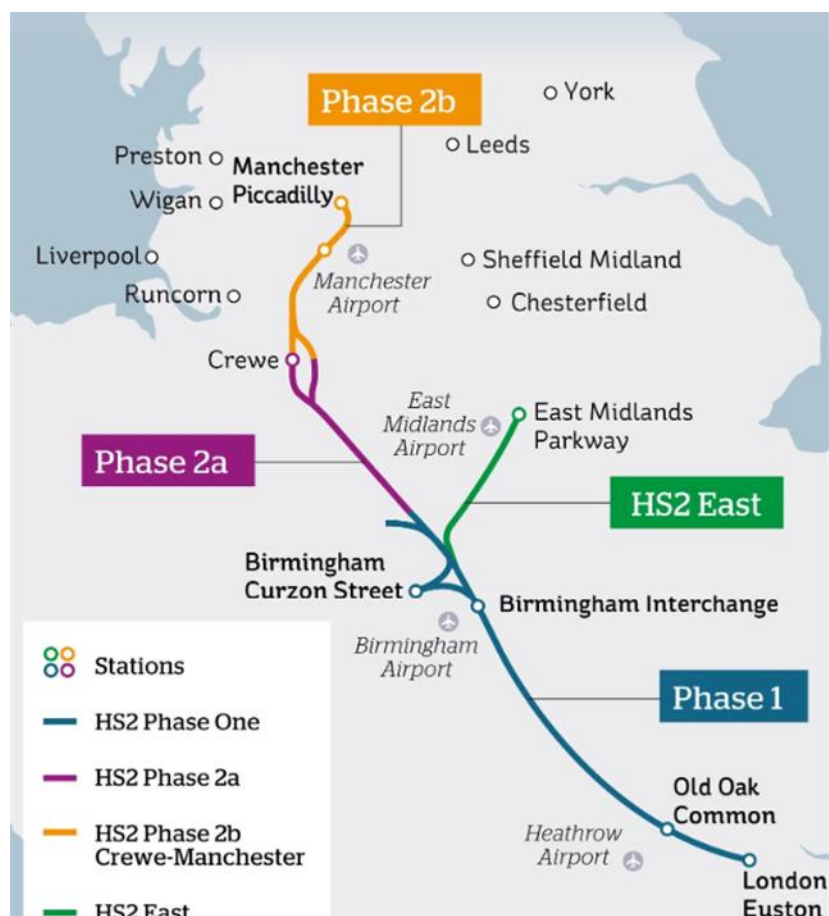 Phase 2b
York
Leeds
Preston
Manchester
Piccadilly
Wigan
Liverpool
Sheffield Midland
Manchester
Airport
Runcorn
Chesterfield
Crewe
East
Midlands
Airport
East Midlands
Parkway
Phase 2a
HS2 East
Birmingham
Curzon Street
Birmingham Interchange
Birmingham
Airport
Stations
Phase 1
HS2 Phase One
HS2 Phase 2a
Old Oak
Common
HS2 Phase 2b
Crewe-Manchester
Heathrow
Airport
London
Euston
HS2 East